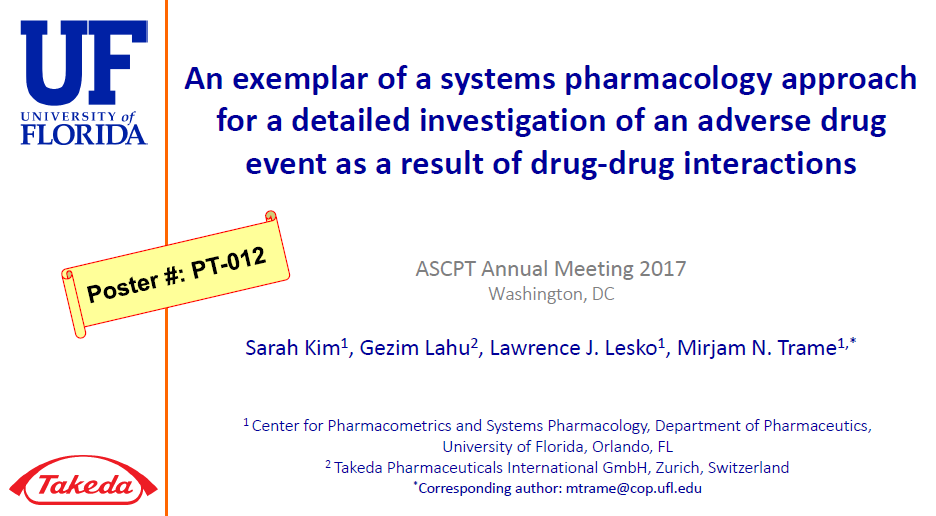 UF
UNIVERSITY of
FLORIDA
An exemplar of a systems pharmacology approach
for a detailed investigation of an adverse drug
event as a result of drug-drug interactions
Poster #: PT-012
ASCPT Annual Meeting 2017
Washington, DC
Sarah Kim¹, Gezim Lahu², Lawrence J. Lesko¹, Mirjam N. Trame¹,*
¹ Center for Pharmacometrics and Systems Pharmacology, Department of Pharmaceutics,
University of Florida, Orlando, FL
² Takeda Pharmaceuticals International GmbH, Zurich, Switzerland
*Corresponding author: mtrame@cop.ufl.edu
Takeda